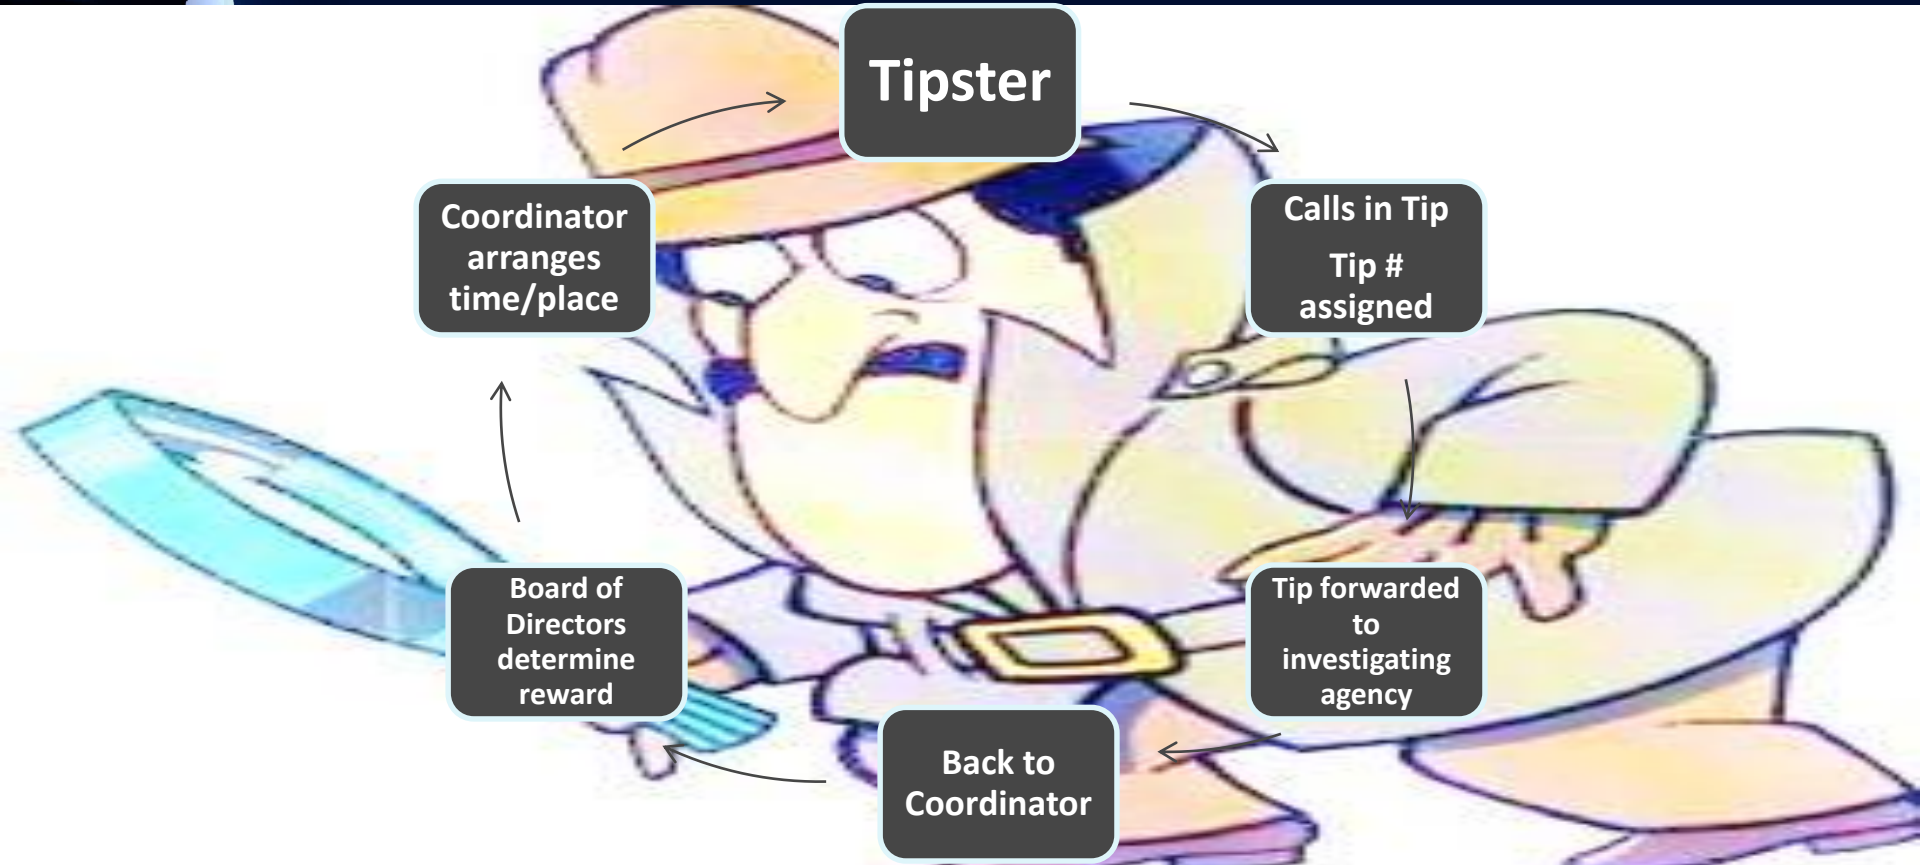 Tipster
Calls in Tip
Tip #
assigned
Tip forwarded
to
investigating
agency
Back to
Coordinator
Board of
Directors
determine
reward
Coordinator
arranges
time/place